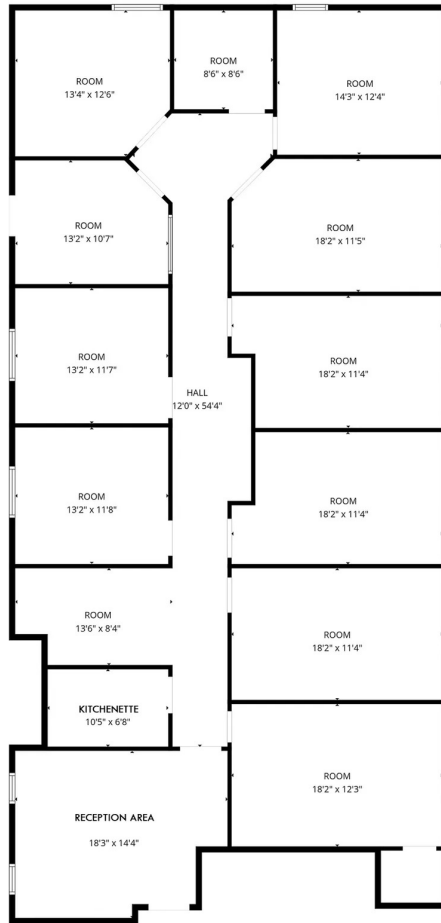 ROOM
13'4" x 12'6"
ROOM
8'6" x 8'6"
ROOM
14'3" x 12'4"
ROOM
13'2" x 10'7"
ROOM
18'2" x 11'5"
ROOM
13'2" x 11'7"
ROOM
18'2" x 11'4"
HALL
12'0" x 54'4"
ROOM
13'2" x 11'8"
ROOM
18'2" x 11'4"
ROOM
13'6" x 8'4"
ROOM
18'2" x 11'4"
KITCHENETTE
10'5" x 6'8"
ROOM
18'2" x 12'3"
RECEPTION AREA
18'3" x 14'4"